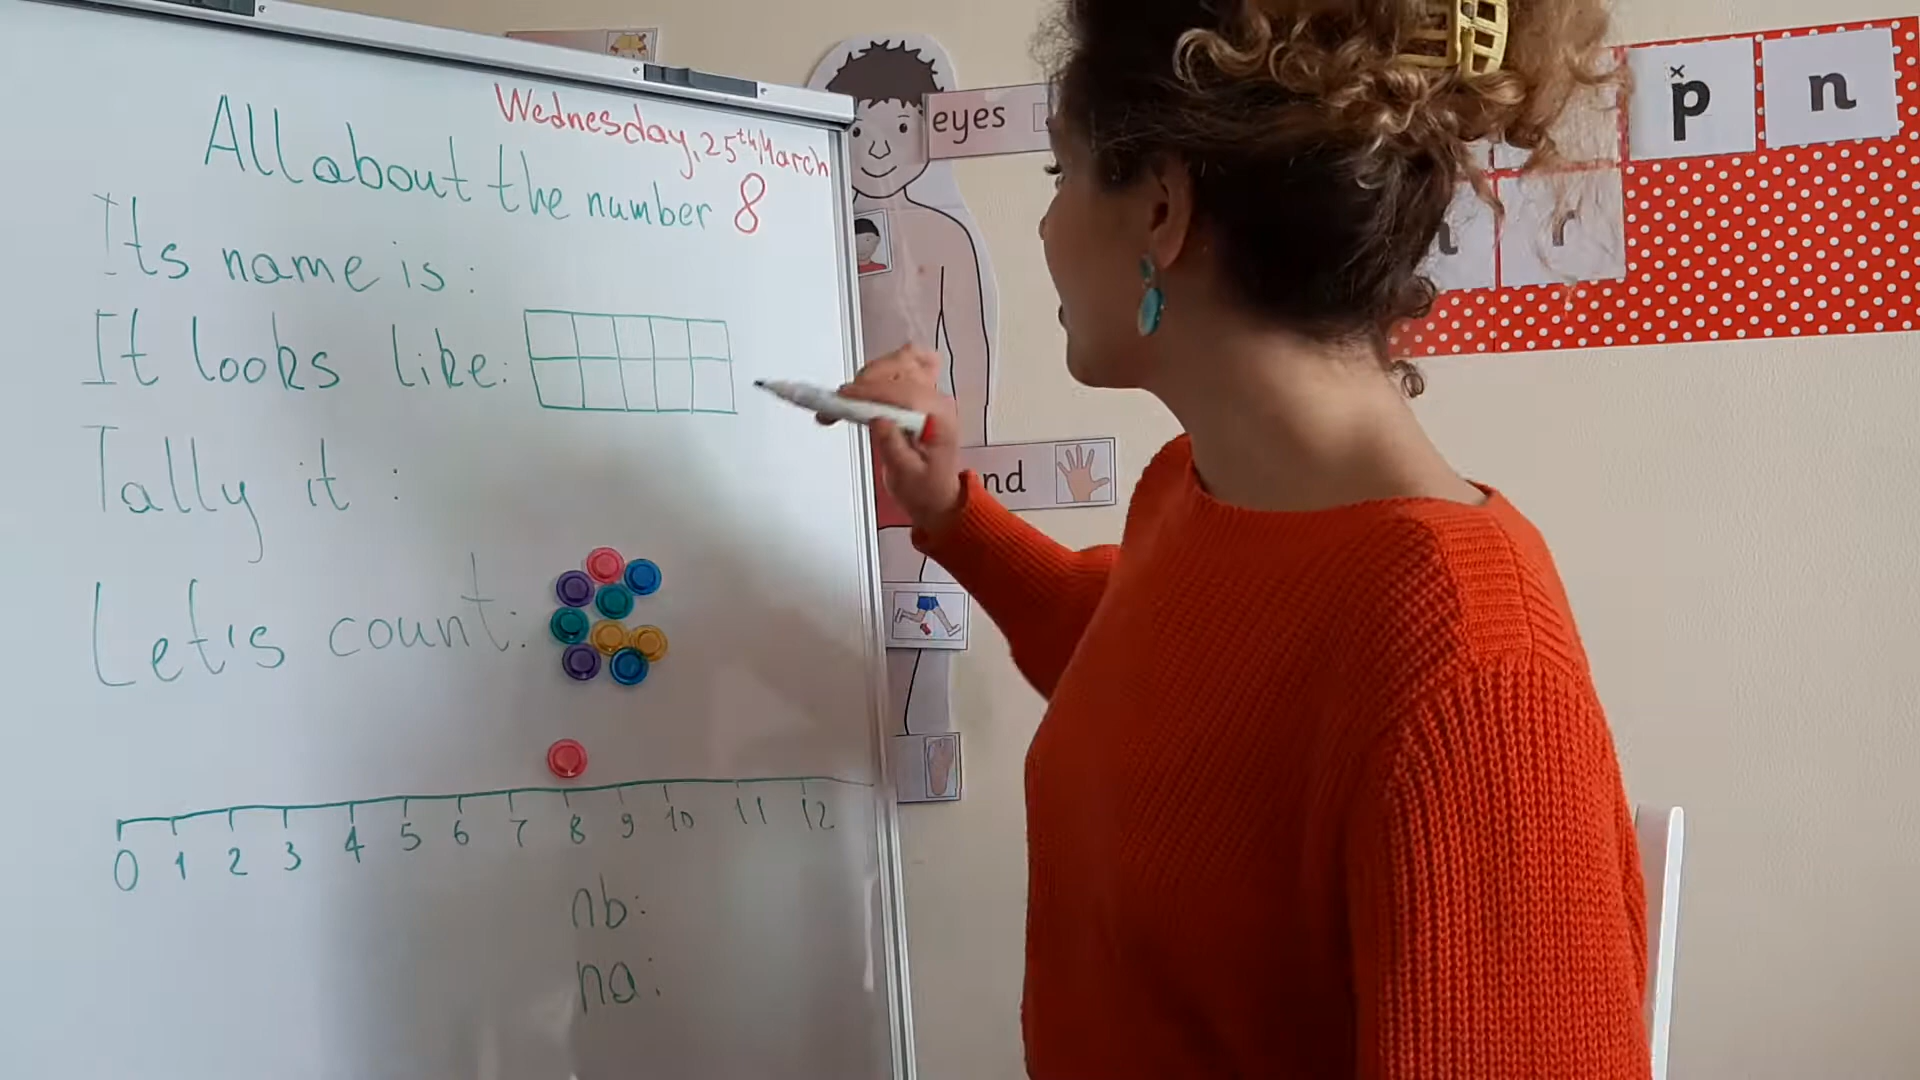 Wednesday, 25th March
All about the number 8
Its name is:
It looks like:
Tally it :
Let's count:
0 1 2 3 4 5 6 7 8 9 10 11 12
nb:
na:
eyes
nd
p n
r